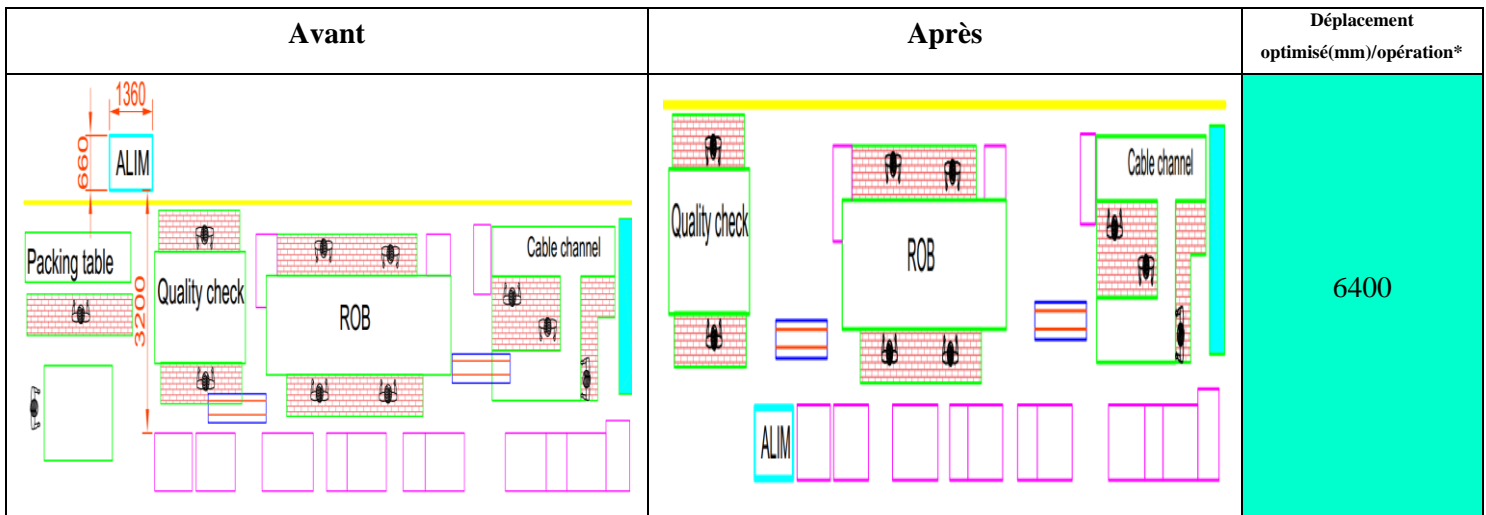 Avant
Après
Déplacement
optimisé(mm)/opération*
1360
660
ALIM
3200
Packing table
Quality check
ROB
Cable channel
Quality check
ROB
Cable channel
ALIM
6400